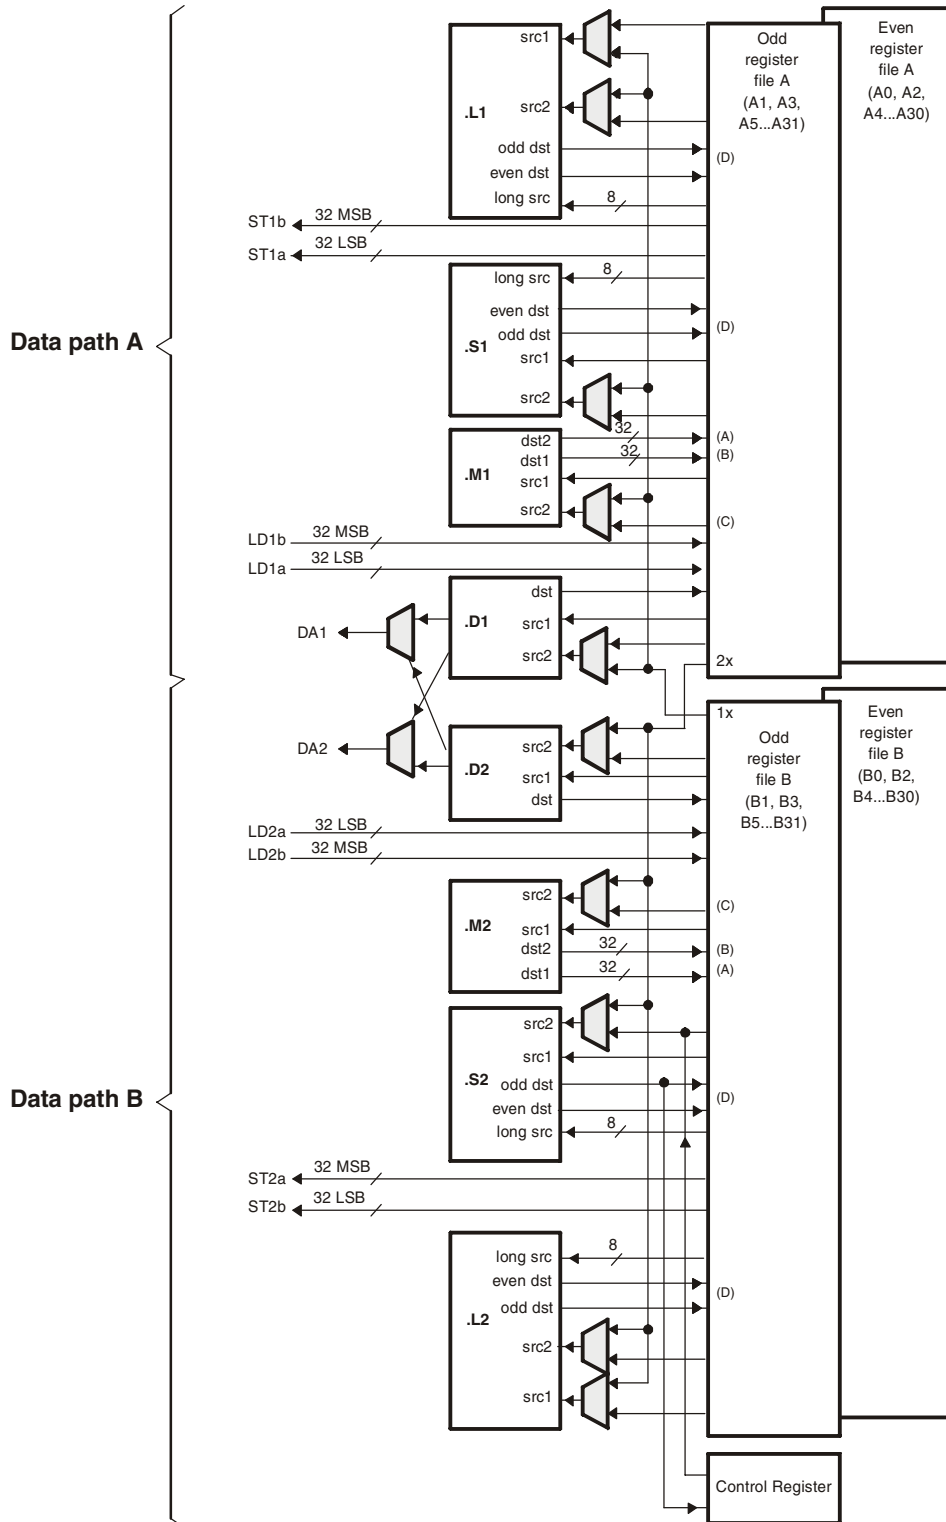 Odd
register
file A
(A1, A3,
A5...A31)
Even
register
file A
(A0, A2,
A4...A30)
src1
.L1
src2
odd dst
(D)
even dst
long src
8
ST1b
32 MSB
ST1a
32 LSB
long src
8
even dst
odd dst
(D)
.S1
src1
src2
Data path A
dst2
32
(A)
dst1
32
(B)
.M1
src1
src2
(C)
LD1b
32 MSB
LD1a
32 LSB
dst
.D1
src1
DA1
src2
2x
1x
Odd
register
file B
(B1, B3,
B5...B31)
Even
register
file B
(B0, B2,
B4...B30)
DA2
src2
.D2
src1
dst
LD2a
32 LSB
LD2b
32 MSB
src2
(C)
.M2
src1
dst2
32
(B)
dst1
32
(A)
src2
src1
.S2
odd dst
(D)
even dst
long src
8
Data path B
ST2a
32 MSB
ST2b
32 LSB
long src
8
even dst
(D)
odd dst
.L2
src2
src1
Control Register